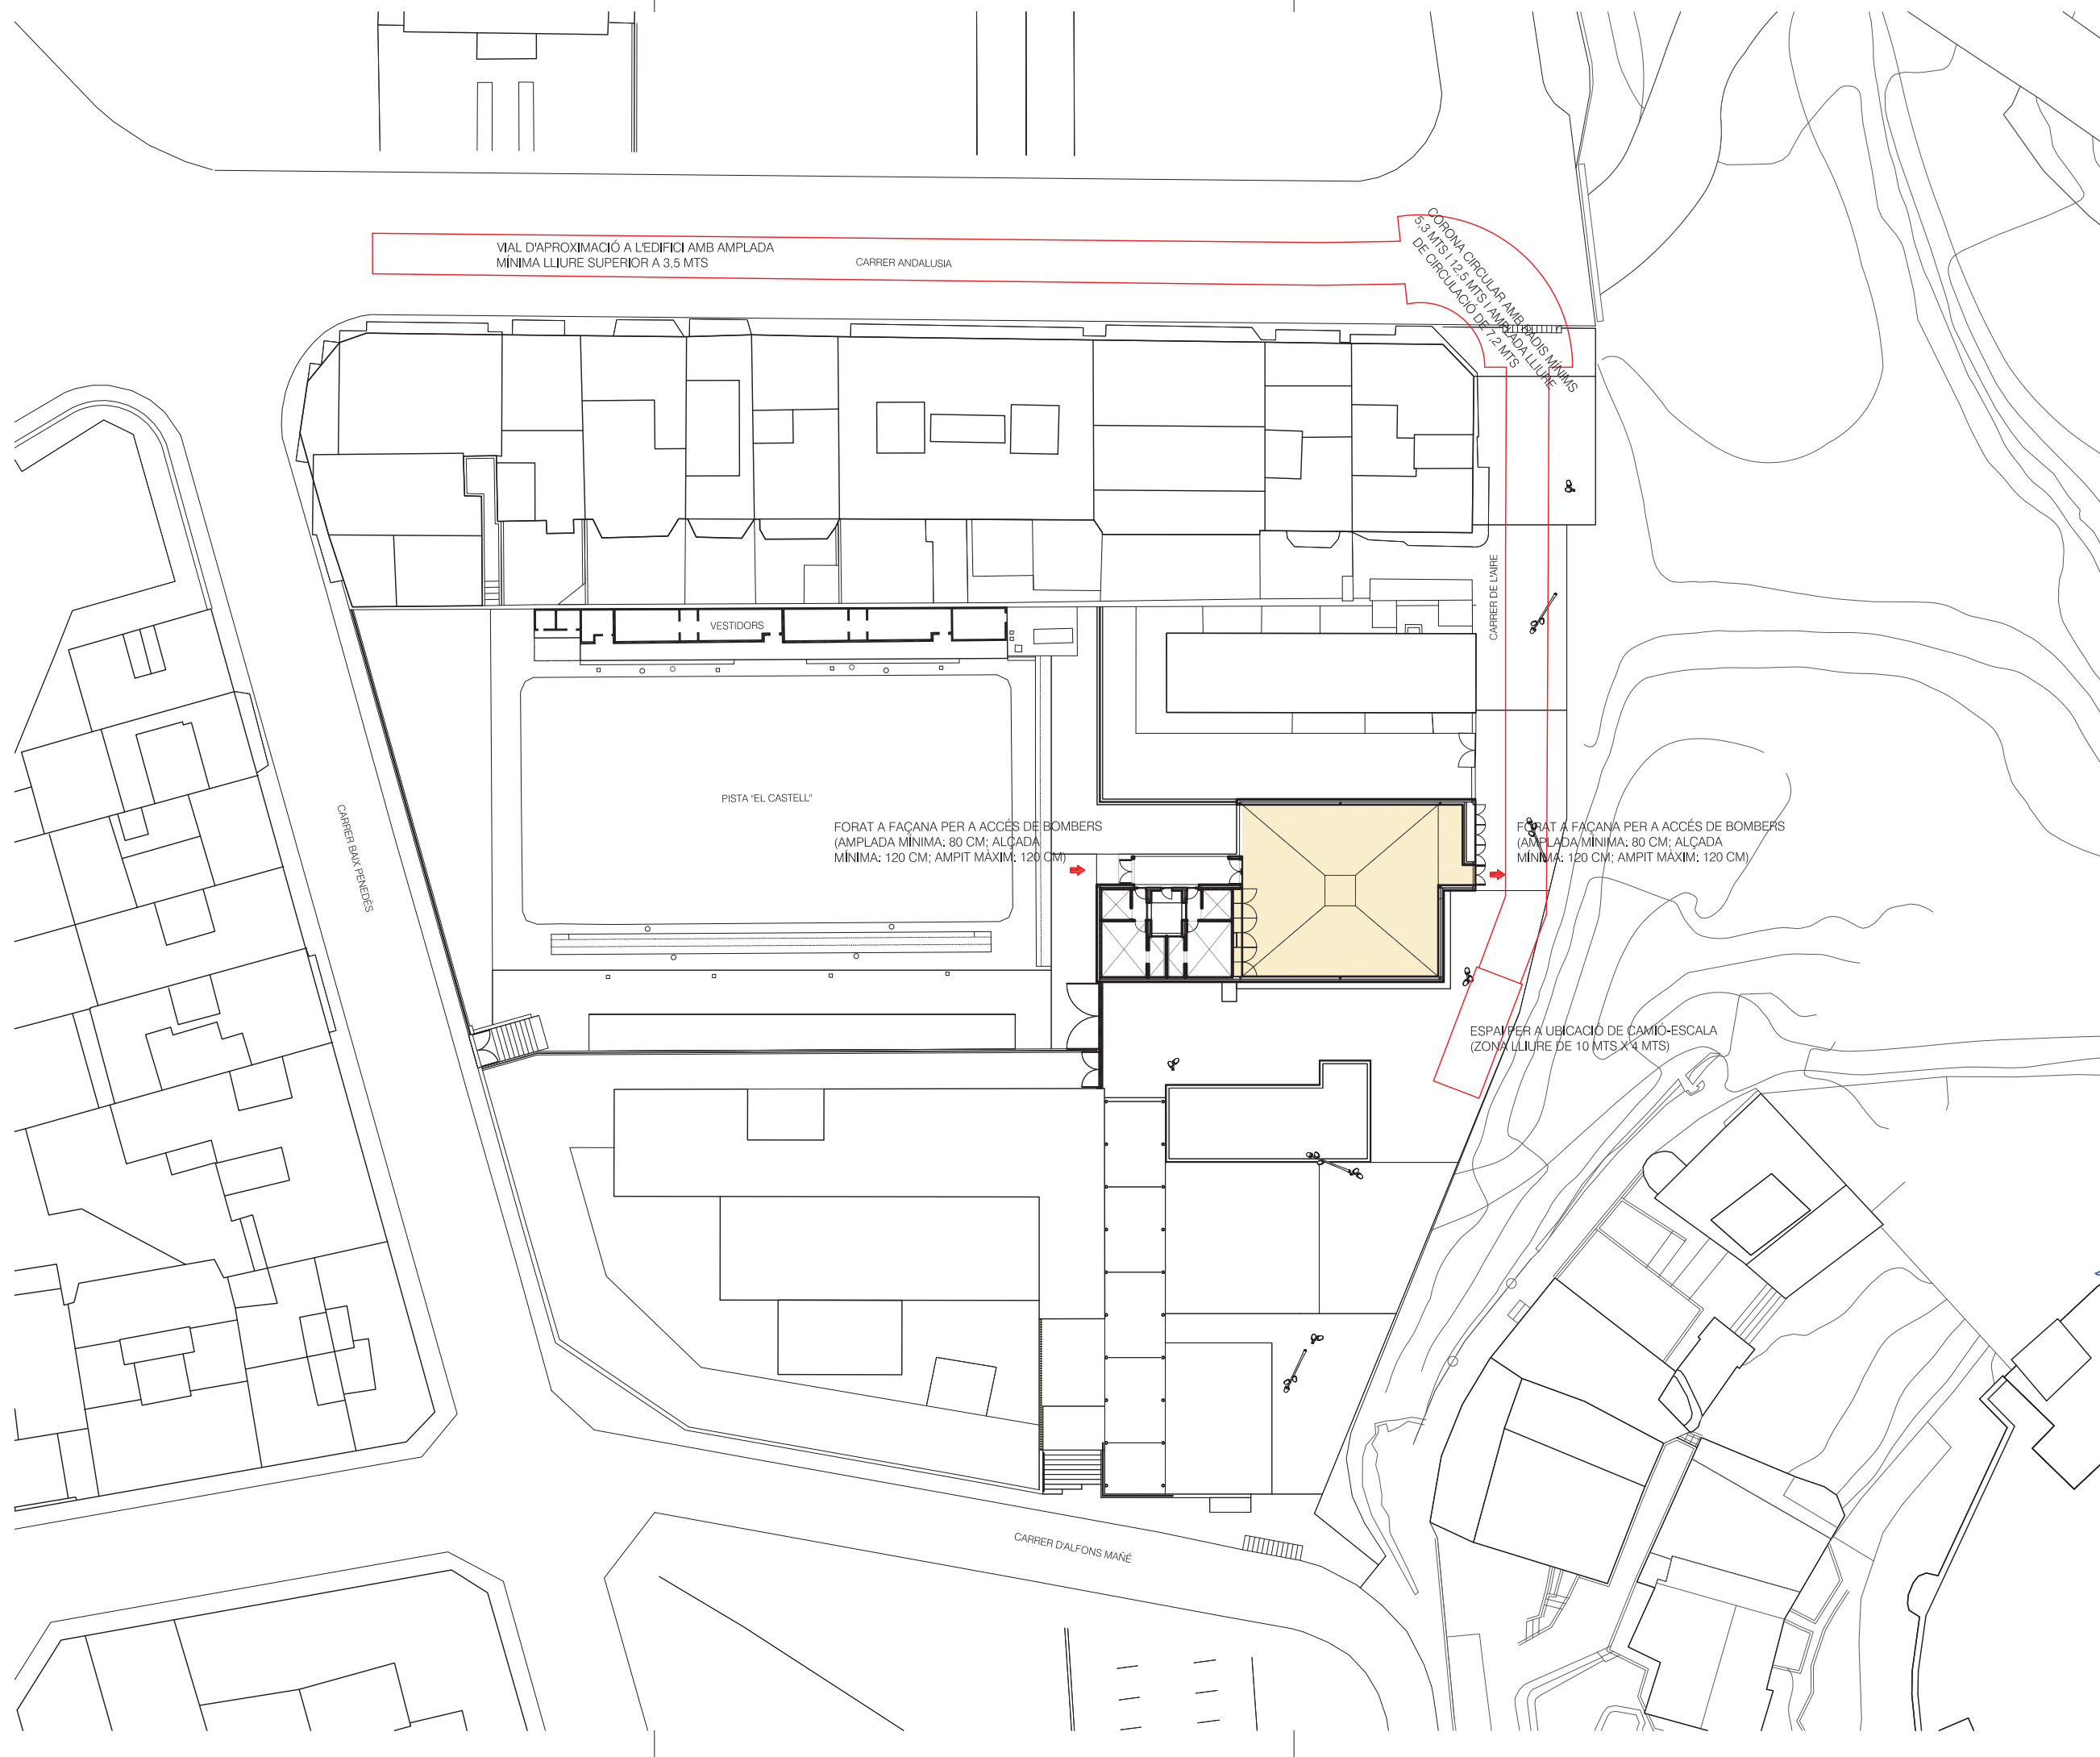 VIAL D'APROXIMACIÓ A L'EDIFICI AMB AMPLADA
MÍNIMA LLIURE SUPERIOR A 3,5 MTS
CARRER ANDALUSIA
CORONA CIRCULAR AMB RADIS MÍNIMS
5,3 MTS I 12,5 MTS I AMPLADA LLIURE
DE CIRCULACIÓ DE 7,2 MTS
CARRER DE L'AIRE
VESTIDORS
PISTA "EL CASTELL"
CARRER BAIX PENEDÈS
FORAT A FAÇANA PER A ACCÉS DE BOMBERS
(AMPLADA MÍNIMA: 80 CM; ALÇADA
MÍNIMA: 120 CM; AMPIT MÀXIM: 120 CM)
FORAT A FAÇANA PER A ACCÉS DE BOMBERS
(AMPLADA MÍNIMA: 80 CM; ALÇADA
MÍNIMA: 120 CM; AMPIT MÀXIM: 120 CM)
ESPAI PER A UBICACIÓ DE CAMIÓ-ESCALA
(ZONA LLIURE DE 10 MTS X 4 MTS)
CARRER D'ALFONS MAÑÉ